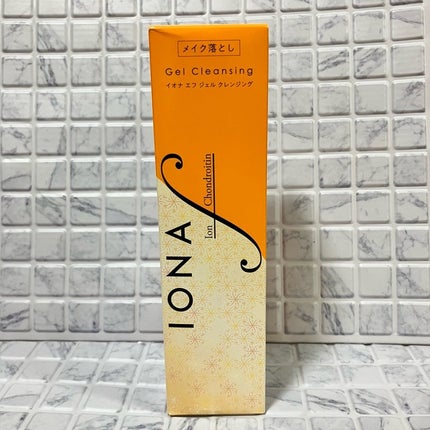 メイク落とし
Gel Cleansing
イオナ エフ ジェル クレンジング
IONA f
Ion Chondroitin